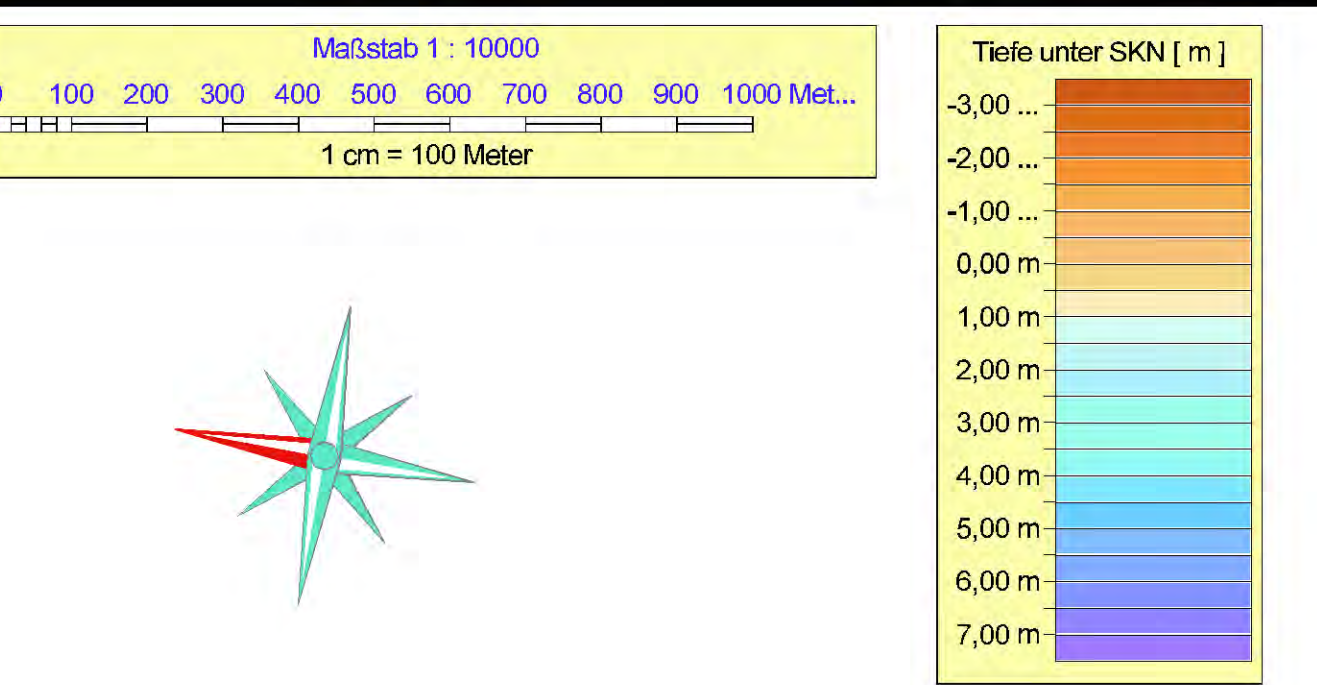 Maßstab 1 : 10000
0 100 200 300 400 500 600 700 800 900 1000 Met...
1 cm = 100 Meter
Tiefe unter SKN [ m ]
-3,00 ...
-2,00 ...
-1,00 ...
0,00 m
1,00 m
2,00 m
3,00 m
4,00 m
5,00 m
6,00 m
7,00 m